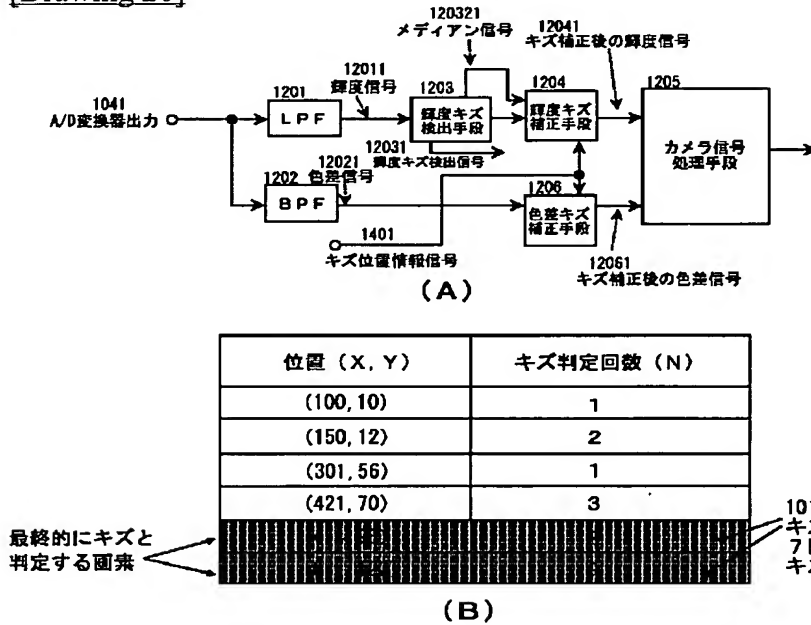 120321
メディアン信号
12041
キズ補正後の輝度信号
1041
A/D変換器出力
1201
LPF
12011
輝度信号
1203
輝度キズ
検出手段
1204
輝度キズ
補正手段
1205
カメラ信号
処理手段
12031
輝度キズ検出信号
12021
色差信号
1202
BPF
1206
色差キズ
補正手段
1401
キズ位置情報信号
12061
キズ補正後の色差信号
(A)
位置 (X, Y) キズ判定回数 (N)
(100, 10) 1
(150, 12) 2
(301, 56) 1
(421, 70) 3
最終的にキズと
判定する画素
(B)